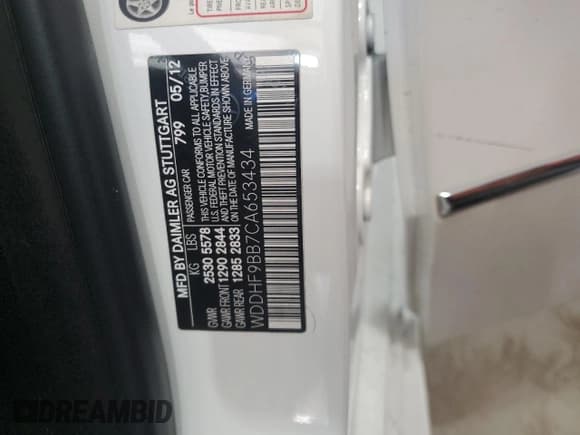 MFD BY DAIMLER AG STUTTGART
PASSENGER CAR 799 05/12
KG LBS
GVWR 2530 5578
GAWR FRONT 1290 2844
GAWR REAR 1285 2833
THIS VEHICLE CONFORMS TO ALL APPLICABLE
U.S. FEDERAL MOTOR VEHICLE SAFETY, BUMPER
AND THEFT PREVENTION STANDARDS IN EFFECT
ON THE DATE OF MANUFACTURE SHOWN ABOVE
MADE IN GERMANY
WDDHF9BB7CA653434
DREAMBID